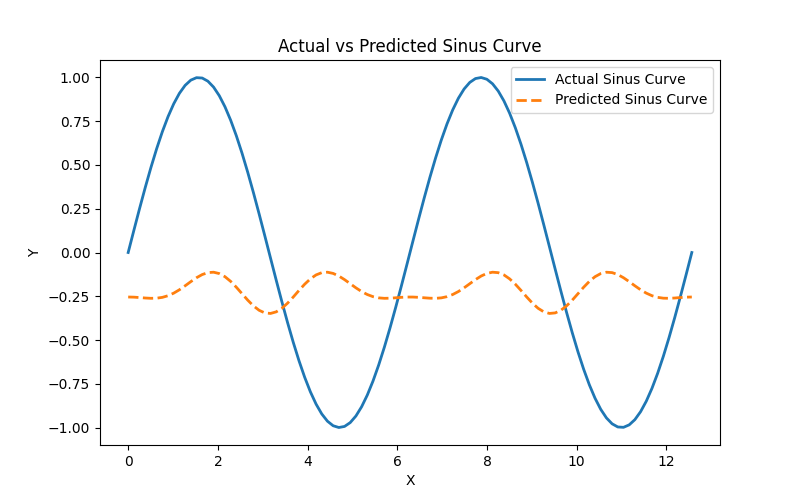 Actual vs Predicted Sinus Curve
Actual Sinus Curve
Predicted Sinus Curve
1.00
0.75
0.50
0.25
0.00
−0.25
−0.50
−0.75
−1.00
Y
0 2 4 6 8 10 12
X